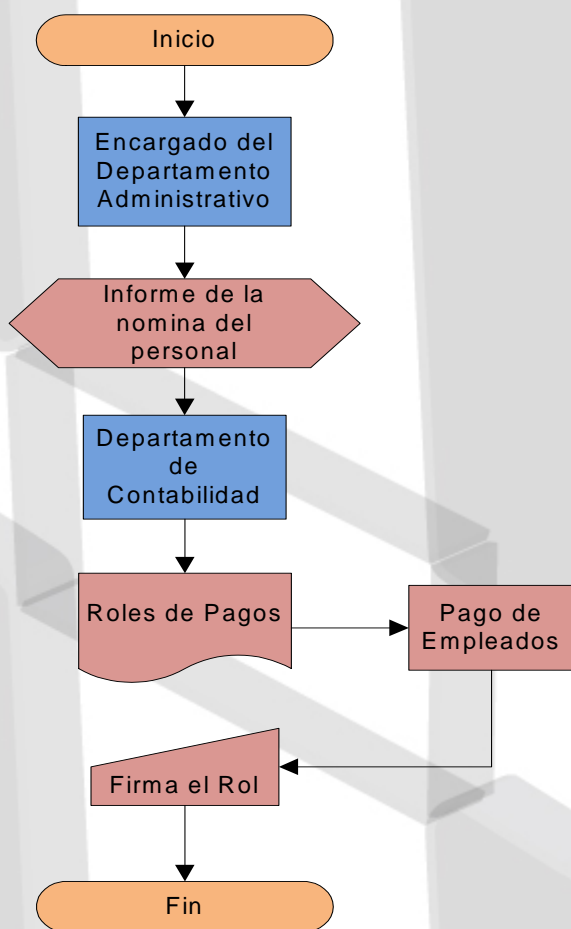 Inicio
Encargado del
Departamento
Administrativo
Informe de la
nomina del
personal
Departamento
de
Contabilidad
Roles de Pagos
Pago de
Empleados
Firma el Rol
Fin